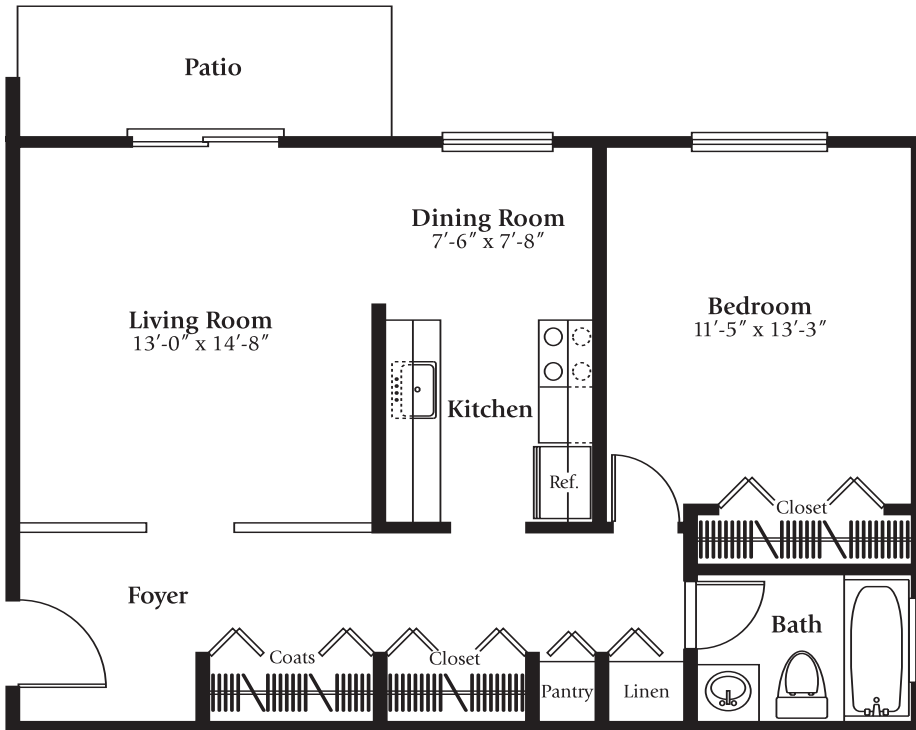 Patio
Dining Room
7′-6″ x 7′-8″
Living Room
13′-0″ x 14′-8″
Bedroom
11′-5″ x 13′-3″
Kitchen
Ref.
Closet
Foyer
Bath
Coats
Closet
Pantry
Linen